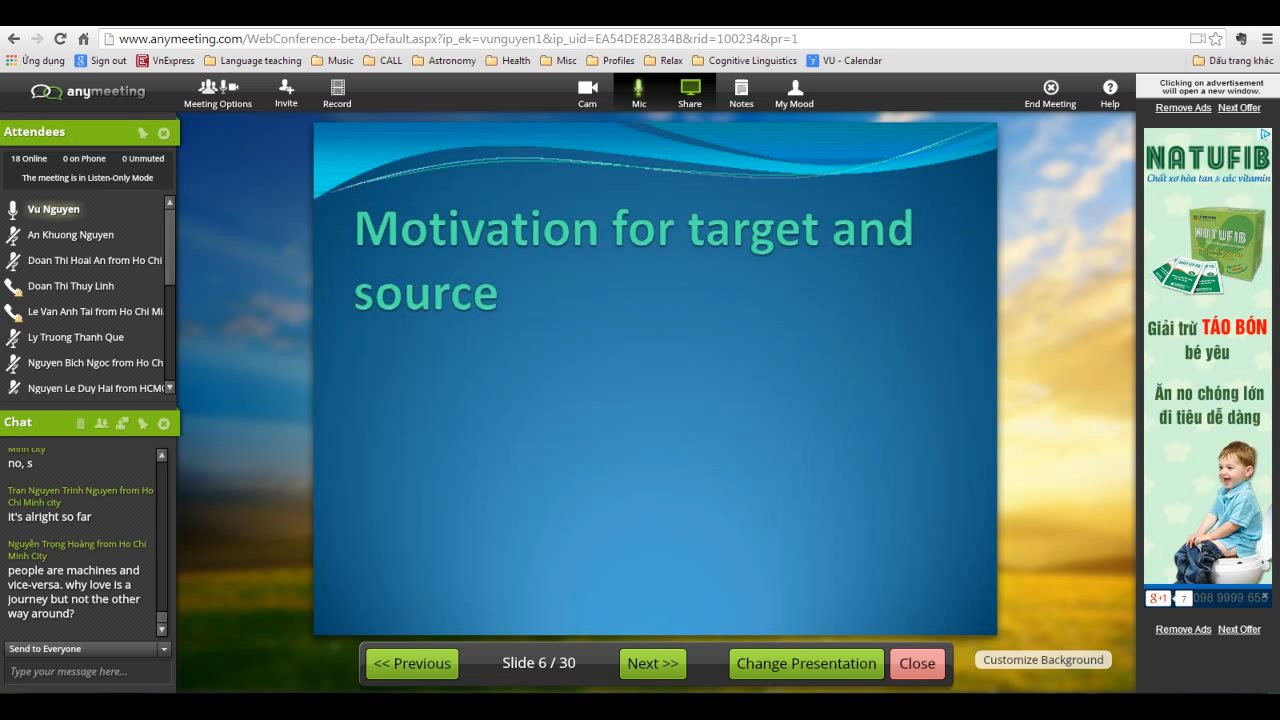 www.anymeeting.com/WebConference-beta/Default.aspx?ip_ek=vunguyen1&ip_uid=EA54DE82834B&rid=100234&pr=1
Ứng dụng Sign out VnExpress Language teaching Music CALL Astronomy Health Misc Profiles Relax Cognitive Linguistics 7 VU - Calendar Dấu trang khác
anymeeting
Meeting Options Invite Record Cam Mic Share Notes My Mood End Meeting Help
Clicking on advertisement
will open a new window.
Remove Ads Next Offer
Attendees
18 Online 0 on Phone 0 Unmuted
The meeting is in Listen-Only Mode
Vu Nguyen
An Khuong Nguyen
Doan Thi Hoai An from Ho Chi
Doan Thi Thuy Linh
Le Van Anh Tai from Ho Chi Mi.
Ly Truong Thanh Que
Nguyen Bich Ngoc from Ho Ch
Nguyen Le Duy Hai from HCMC
Chat
Minh city
no, s
Tran Nguyen Trinh Nguyen from Ho
Chi Minh city
It's alright so far
Nguyễn Trọng Hoàng from Ho Chi
Minh City
people are machines and
vice-versa. why love is a
journey but not the other
way around?
Send to Everyone
Type your message here...
Motivation for target and
source
<< Previous Slide 6 / 30 Next >> Change Presentation Close
Customize Background
NATUFIB
Chất xơ hòa tan & các vitamin
NATUFIB
Giải trừ TÁO BÓN
bé yêu
Ăn no chóng lớn
đi tiêu dễ dàng
g+1 7 098 9999 655
Remove Ads Next Offer